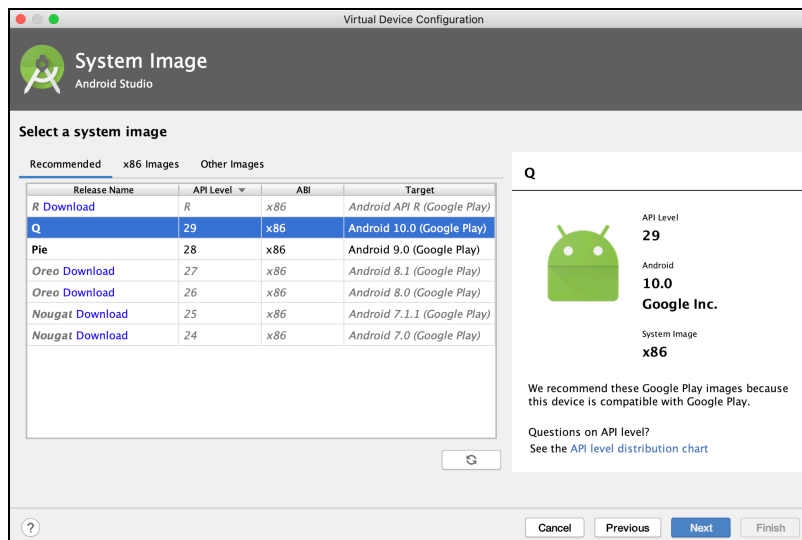 Virtual Device Configuration
System Image
Android Studio
Select a system image
Recommended x86 Images Other Images
Release Name API Level ABI Target
R Download R x86 Android API R (Google Play)
Q 29 x86 Android 10.0 (Google Play)
Pie 28 x86 Android 9.0 (Google Play)
Oreo Download 27 x86 Android 8.1 (Google Play)
Oreo Download 26 x86 Android 8.0 (Google Play)
Nougat Download 25 x86 Android 7.1.1 (Google Play)
Nougat Download 24 x86 Android 7.0 (Google Play)
Q
API Level
29
Android
10.0
Google Inc.
System Image
x86
We recommend these Google Play images because
this device is compatible with Google Play.
Questions on API level?
See the API level distribution chart
? Cancel Previous Next Finish